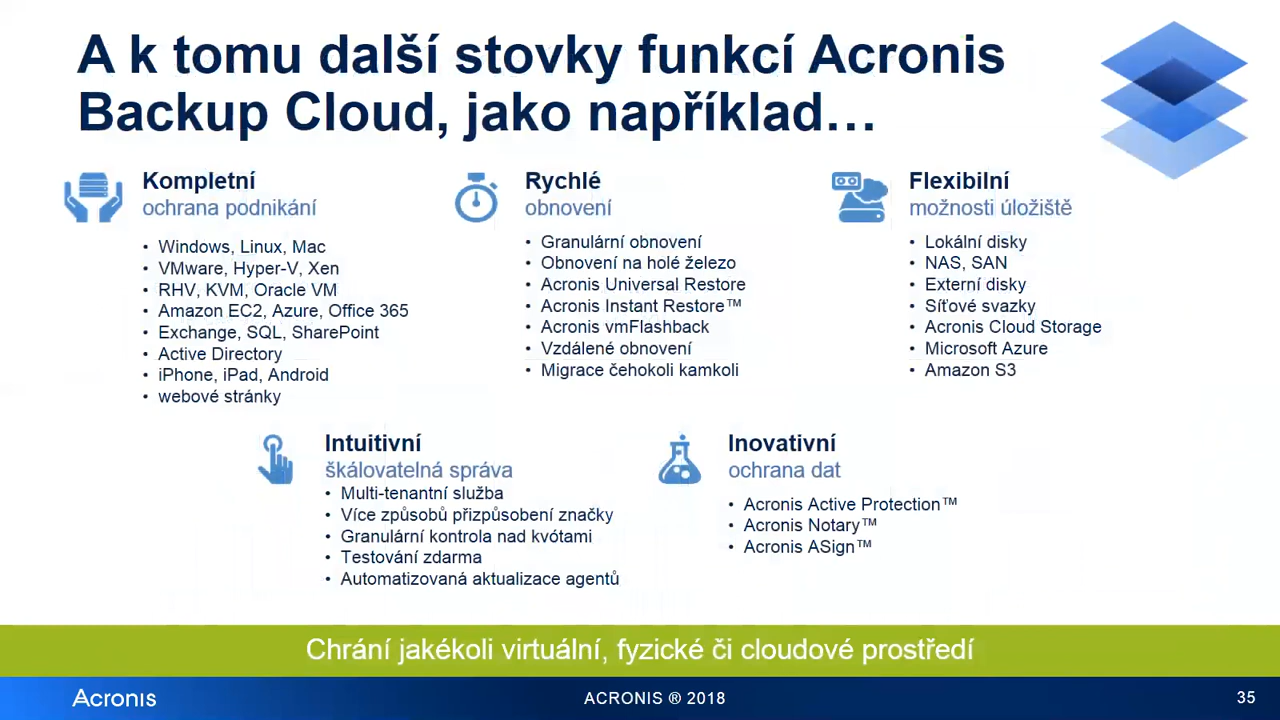 A k tomu další stovky funkcí Acronis
Backup Cloud, jako například…
Kompletní
ochrana podnikání
• Windows, Linux, Mac
• VMware, Hyper-V, Xen
• RHV, KVM, Oracle VM
• Amazon EC2, Azure, Office 365
• Exchange, SQL, SharePoint
• Active Directory
• iPhone, iPad, Android
• webové stránky
Rychlé
obnovení
• Granulární obnovení
• Obnovení na holé železo
• Acronis Universal Restore
• Acronis Instant Restore™
• Acronis vmFlashback
• Vzdálené obnovení
• Migrace čehokoli kamkoli
Flexibilní
možnosti úložiště
• Lokální disky
• NAS, SAN
• Externí disky
• Síťové svazky
• Acronis Cloud Storage
• Microsoft Azure
• Amazon S3
Intuitivní
škálovatelná správa
• Multi-tenantní služba
• Více způsobů přizpůsobení značky
• Granulární kontrola nad kvótami
• Testování zdarma
• Automatizovaná aktualizace agentů
Inovativní
ochrana dat
• Acronis Active Protection™
• Acronis Notary™
• Acronis ASign™
Chrání jakékoli virtuální, fyzické či cloudové prostředí
Acronis
ACRONIS ® 2018
35